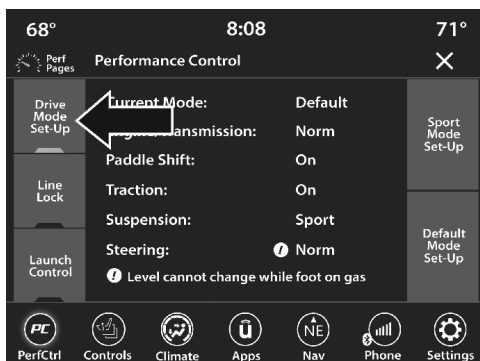 68° 8:08 71°
Perf
Pages
Performance Control
Drive
Mode
Set-Up
Current Mode: Default
Norm
Paddle Shift: On
Traction: On
Suspension: Sport
Steering: Norm
Level cannot change while foot on gas
Line
Lock
Launch
Control
Sport
Mode
Set-Up
Default
Mode
Set-Up
PC û NE
PerfCtrl Controls Climate Apps Nav Phone Settings